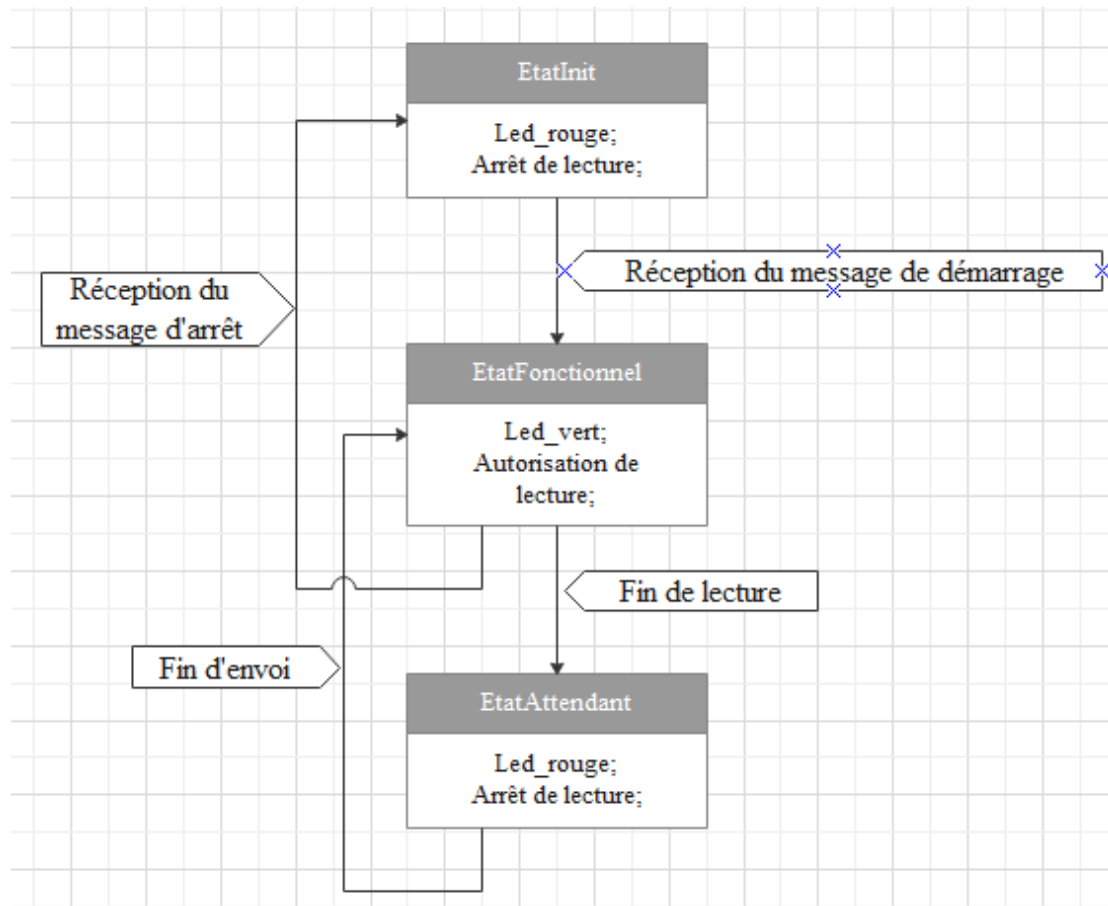 EtatInit
Led_rouge;
Arrêt de lecture;
Réception du message de démarrage
Réception du
message d'arrêt
EtatFonctionnel
Led_vert;
Autorisation de
lecture;
Fin de lecture
Fin d'envoi
EtatAttendant
Led_rouge;
Arrêt de lecture;